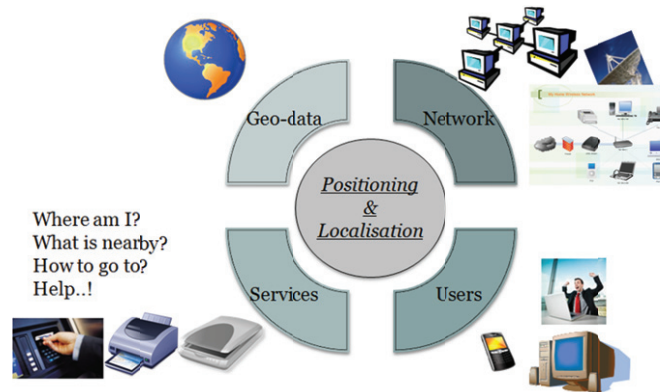 Geo-data
Network
Positioning
&
Localisation
Where am I?
What is nearby?
How to go to?
Help..!
Services
Users